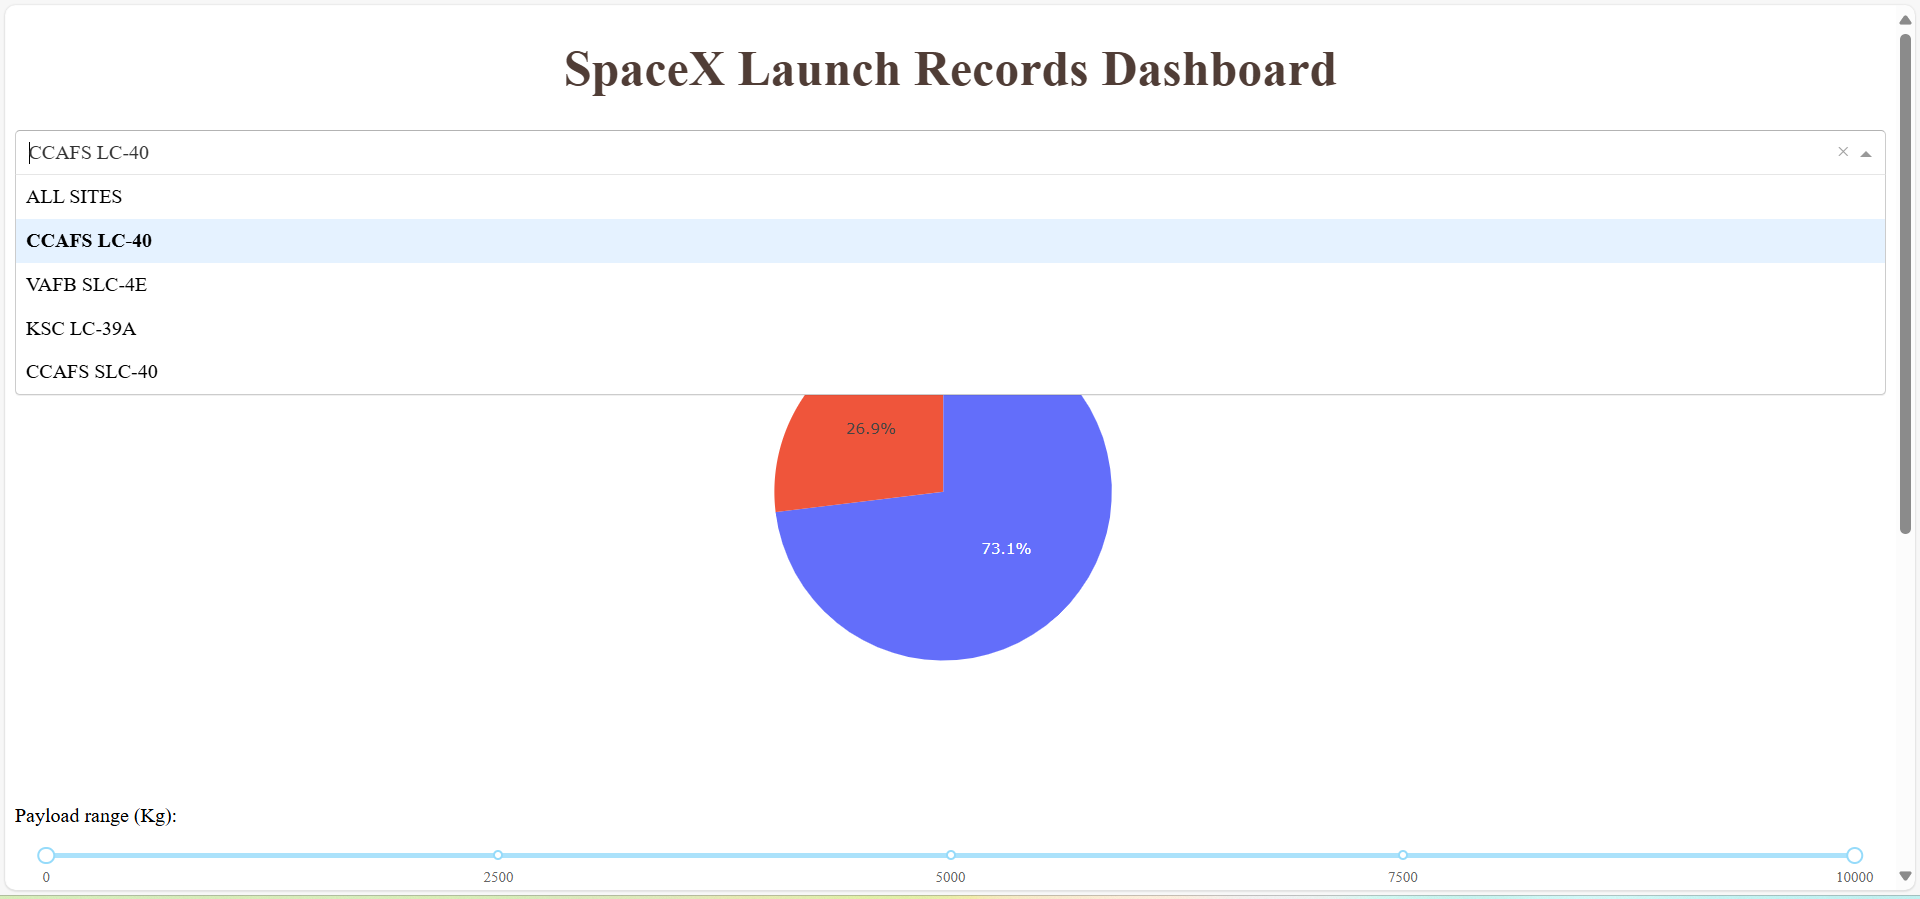 SpaceX Launch Records Dashboard
CCAFS LC-40
ALL SITES
CCAFS LC-40
VAFB SLC-4E
KSC LC-39A
CCAFS SLC-40
26.9%
73.1%
Payload range (Kg):
0 2500 5000 7500 10000